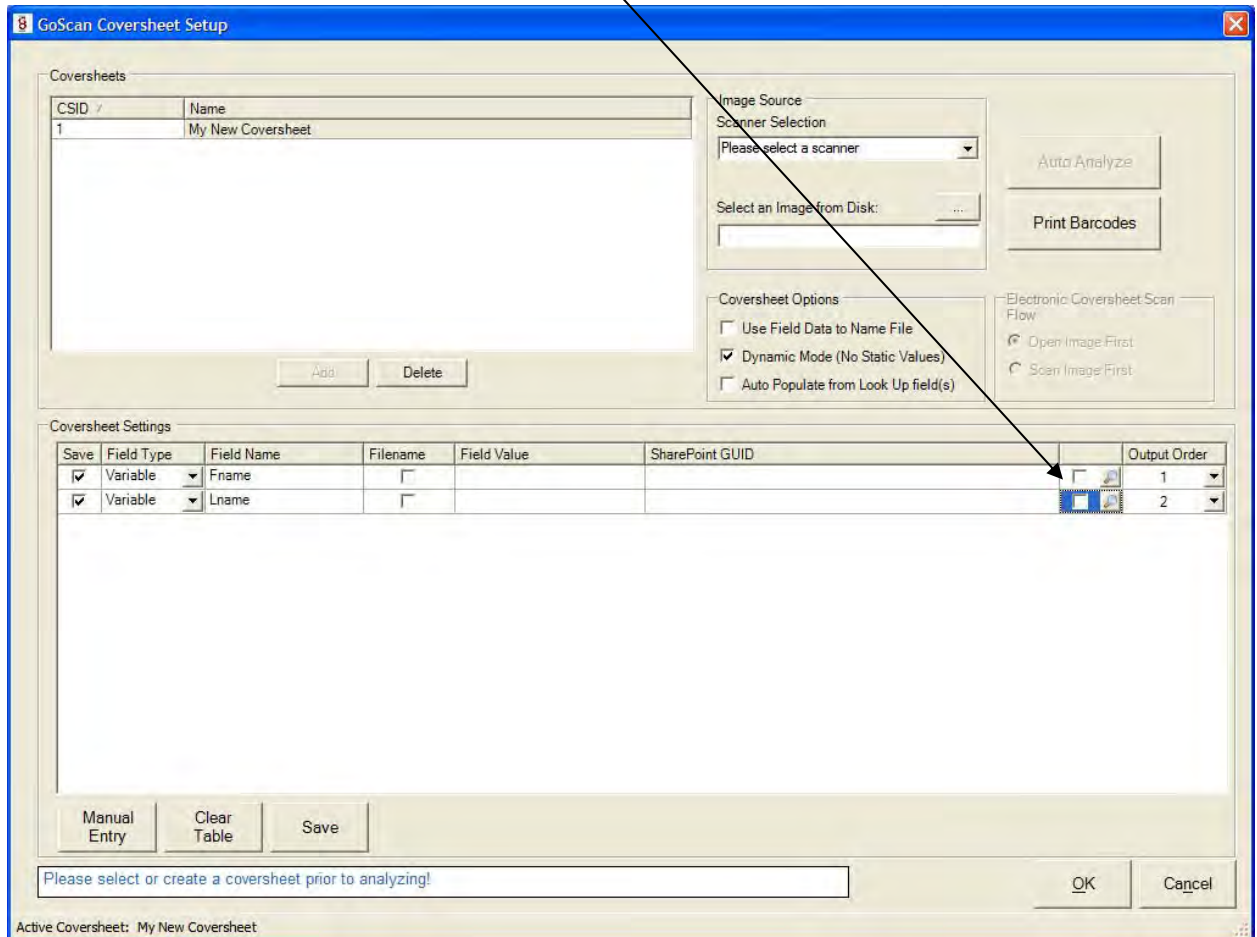 GoScan Coversheet Setup
Coversheets
CSID Name
1 My New Coversheet
Add
Delete
Image Source
Scanner Selection
Please select a scanner
Select an Image from Disk:
...
Auto Analyze
Print Barcodes
Coversheet Options
Use Field Data to Name File
Dynamic Mode (No Static Values)
Auto Populate from Look Up field(s)
Electronic Coversheet Scan
Flow
Open Image First
Scan Image First
Coversheet Settings
Save Field Type Field Name Filename Field Value SharePoint GUID Output Order
Variable Fname 1
Variable Lname 2
Manual
Entry
Clear
Table
Save
Please select or create a coversheet prior to analyzing!
OK
Cancel
Active Coversheet: My New Coversheet